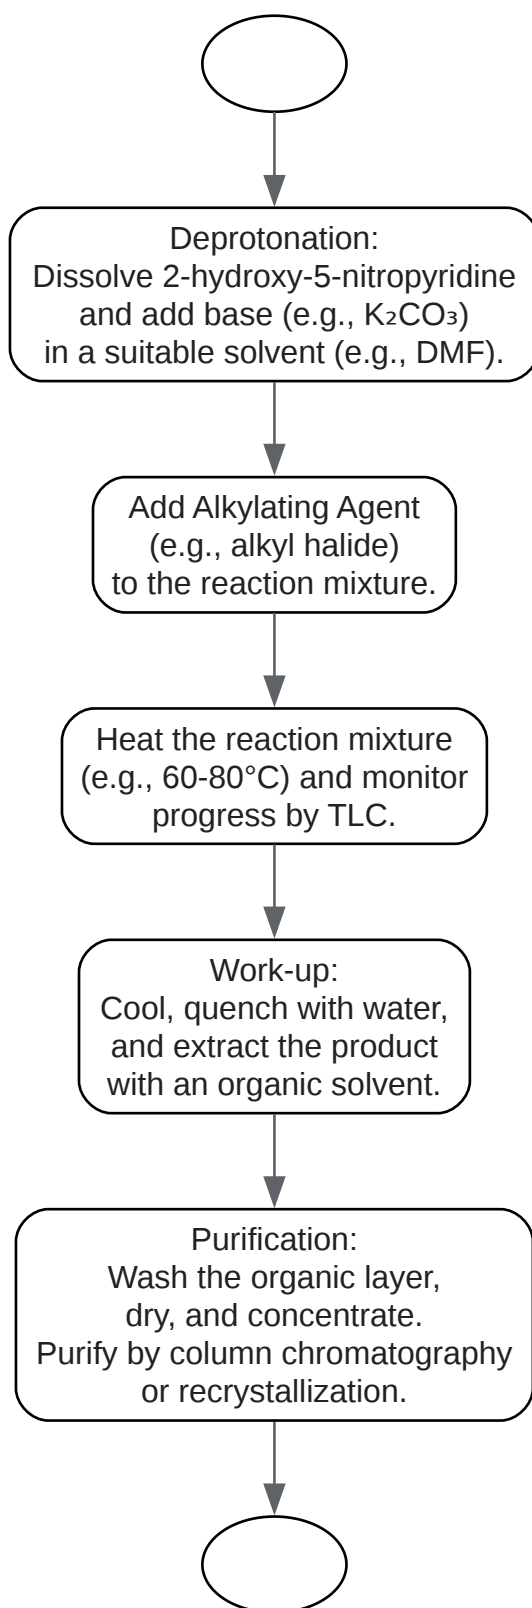 Deprotonation:
Dissolve 2-hydroxy-5-nitropyridine
and add base (e.g., K₂CO₃)
in a suitable solvent (e.g., DMF).
Add Alkylating Agent
(e.g., alkyl halide)
to the reaction mixture.
Heat the reaction mixture
(e.g., 60-80°C) and monitor
progress by TLC.
Work-up:
Cool, quench with water,
and extract the product
with an organic solvent.
Purification:
Wash the organic layer,
dry, and concentrate.
Purify by column chromatography
or recrystallization.